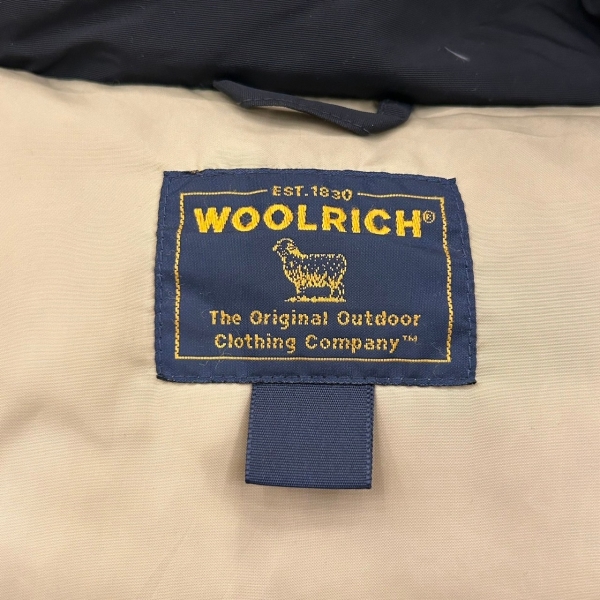 EST. 1830
WOOLRICH®
The Original Outdoor
Clothing Company™